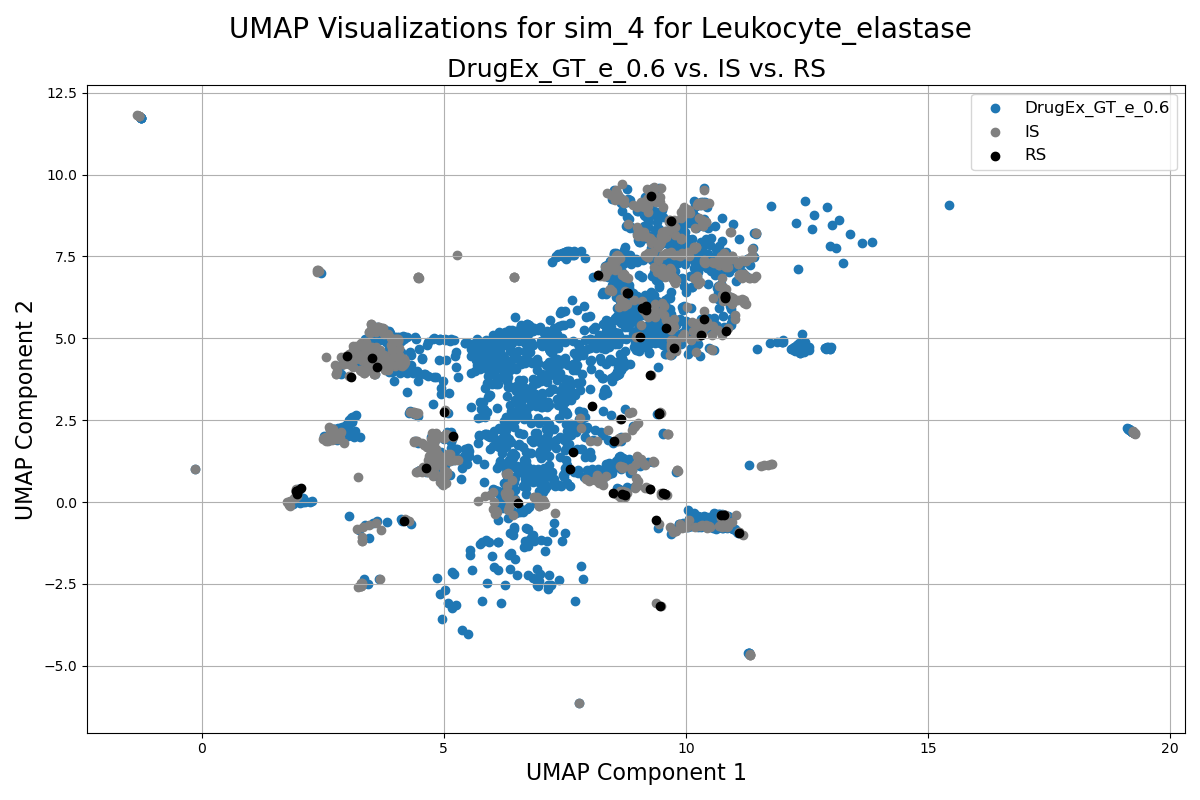 UMAP Visualizations for sim_4 for Leukocyte_elastase
DrugEx_GT_e_0.6 vs. IS vs. RS
DrugEx_GT_e_0.6
IS
RS
12.5
10.0
7.5
5.0
2.5
0.0
−2.5
−5.0
UMAP Component 2
0
5
10
15
20
UMAP Component 1